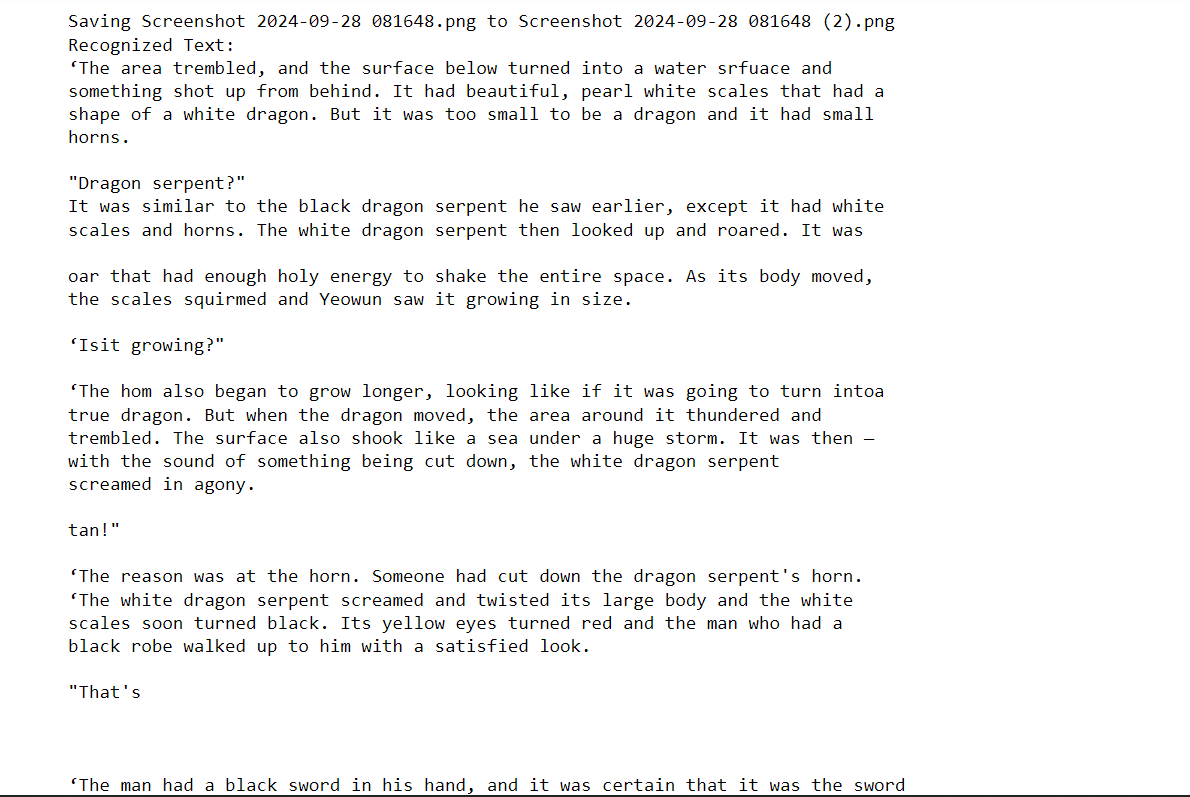 Saving Screenshot 2024-09-28 081648.png to Screenshot 2024-09-28 081648 (2).png
Recognized Text:
‘The area trembled, and the surface below turned into a water srfuace and
something shot up from behind. It had beautiful, pearl white scales that had a
shape of a white dragon. But it was too small to be a dragon and it had small
horns.
"Dragon serpent?"
It was similar to the black dragon serpent he saw earlier, except it had white
scales and horns. The white dragon serpent then looked up and roared. It was
oar that had enough holy energy to shake the entire space. As its body moved,
the scales squirmed and Yeowun saw it growing in size.
‘Isit growing?"
‘The hom also began to grow longer, looking like if it was going to turn intoa
true dragon. But when the dragon moved, the area around it thundered and
trembled. The surface also shook like a sea under a huge storm. It was then —
with the sound of something being cut down, the white dragon serpent
screamed in agony.
tan!"
‘The reason was at the horn. Someone had cut down the dragon serpent's horn.
‘The white dragon serpent screamed and twisted its large body and the white
scales soon turned black. Its yellow eyes turned red and the man who had a
black robe walked up to him with a satisfied look.
"That's
‘The man had a black sword in his hand, and it was certain that it was the sword